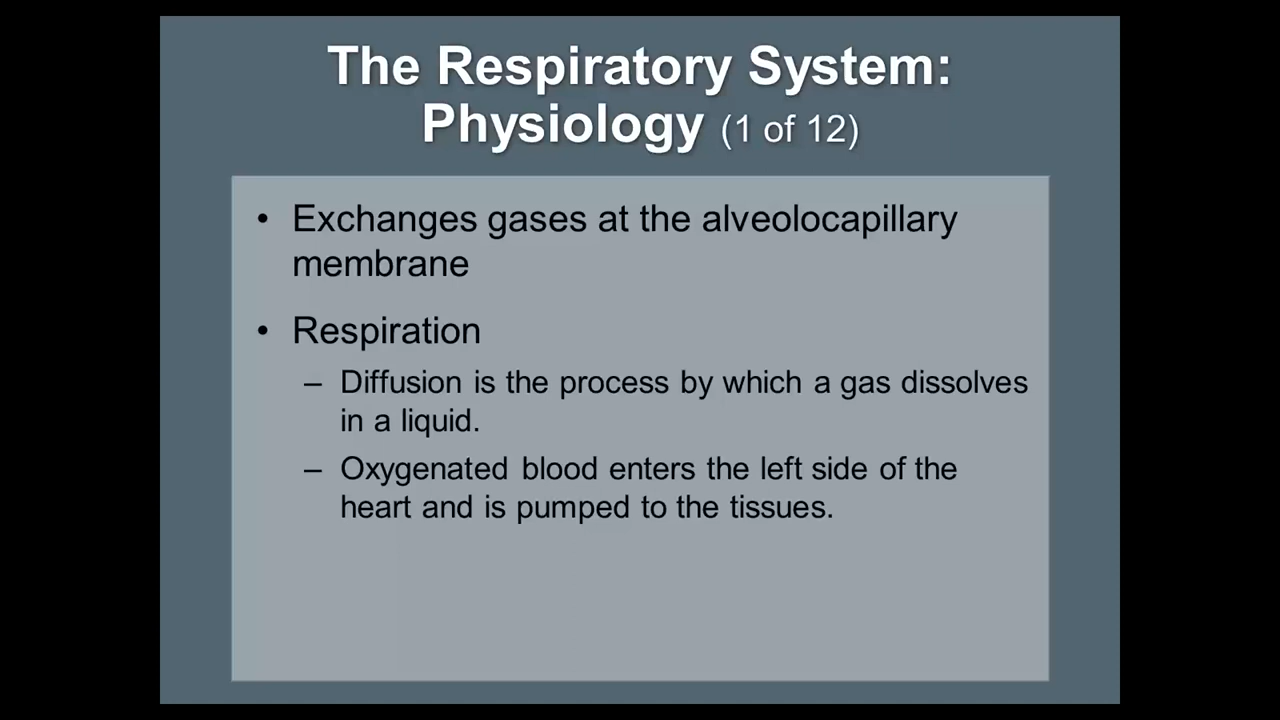 The Respiratory System:
Physiology (1 of 12)
• Exchanges gases at the alveolocapillary
membrane
• Respiration
– Diffusion is the process by which a gas dissolves
in a liquid.
– Oxygenated blood enters the left side of the
heart and is pumped to the tissues.